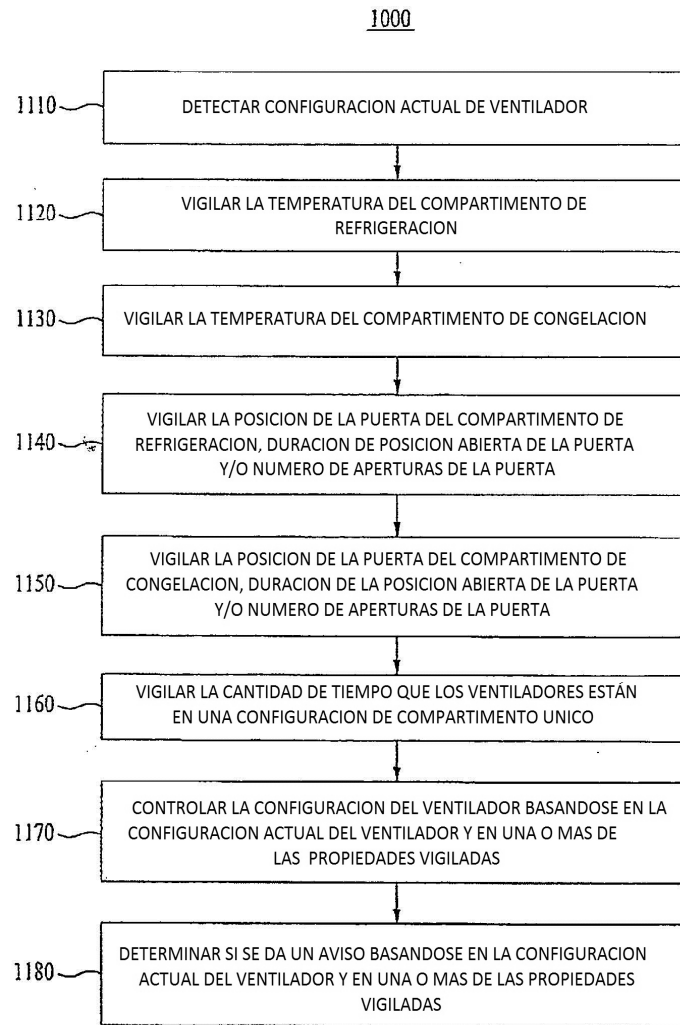 1000
1110
DETECTAR CONFIGURACION ACTUAL DE VENTILADOR
1120
VIGILAR LA TEMPERATURA DEL COMPARTIMENTO DE
REFRIGERACION
1130
VIGILAR LA TEMPERATURA DEL COMPARTIMENTO DE CONGELACION
1140
VIGILAR LA POSICION DE LA PUERTA DEL COMPARTIMENTO DE
REFRIGERACION, DURACION DE POSICION ABIERTA DE LA PUERTA
Y/O NUMERO DE APERTURAS DE LA PUERTA
1150
VIGILAR LA POSICION DE LA PUERTA DEL COMPARTIMENTO DE
CONGELACION, DURACION DE LA POSICION ABIERTA DE LA PUERTA
Y/O NUMERO DE APERTURAS DE LA PUERTA
1160
VIGILAR LA CANTIDAD DE TIEMPO QUE LOS VENTILADORES ESTÁN
EN UNA CONFIGURACION DE COMPARTIMENTO UNICO
1170
CONTROLAR LA CONFIGURACION DEL VENTILADOR BASANDOSE EN LA
CONFIGURACION ACTUAL DEL VENTILADOR Y EN UNA O MAS DE
LAS PROPIEDADES VIGILADAS
1180
DETERMINAR SI SE DA UN AVISO BASANDOSE EN LA CONFIGURACION
ACTUAL DEL VENTILADOR Y EN UNA O MAS DE LAS PROPIEDADES
VIGILADAS